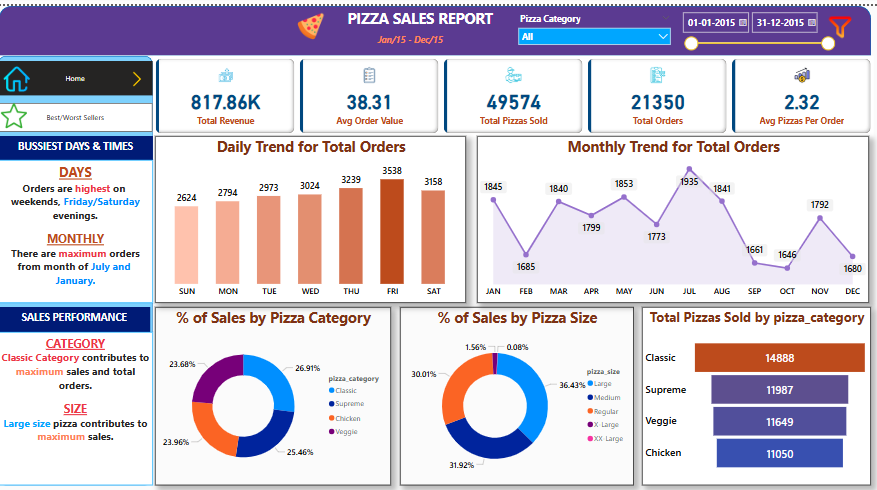 PIZZA SALES REPORT
Jan/15 - Dec/15
Pizza Category
All
01-01-2015
31-12-2015
Home
Best/Worst Sellers
817.86K
Total Revenue
38.31
Avg Order Value
49574
Total Pizzas Sold
21350
Total Orders
2.32
Avg Pizzas Per Order
BUSSIEST DAYS & TIMES
DAYS
Orders are highest on
weekends, Friday/Saturday
evenings.
MONTHLY
There are maximum orders
from month of July and
January.
Daily Trend for Total Orders
2624
2794
2973
3024
3239
3538
3158
SUN
MON
TUE
WED
THU
FRI
SAT
Monthly Trend for Total Orders
1845
1685
1840
1799
1853
1773
1935
1841
1661
1646
1792
1680
JAN
FEB
MAR
APR
MAY
JUN
JUL
AUG
SEP
OCT
NOV
DEC
SALES PERFORMANCE
CATEGORY
Classic Category contributes to
maximum sales and total
orders.
SIZE
Large size pizza contributes to
maximum sales.
% of Sales by Pizza Category
26.91%
25.46%
23.96%
23.68%
pizza_category
Classic
Supreme
Chicken
Veggie
% of Sales by Pizza Size
1.56%
0.08%
30.01%
36.43%
31.92%
pizza_size
Large
Medium
Regular
X Large
XX Large
Total Pizzas Sold by pizza_category
Classic
14888
Supreme
11987
Veggie
11649
Chicken
11050